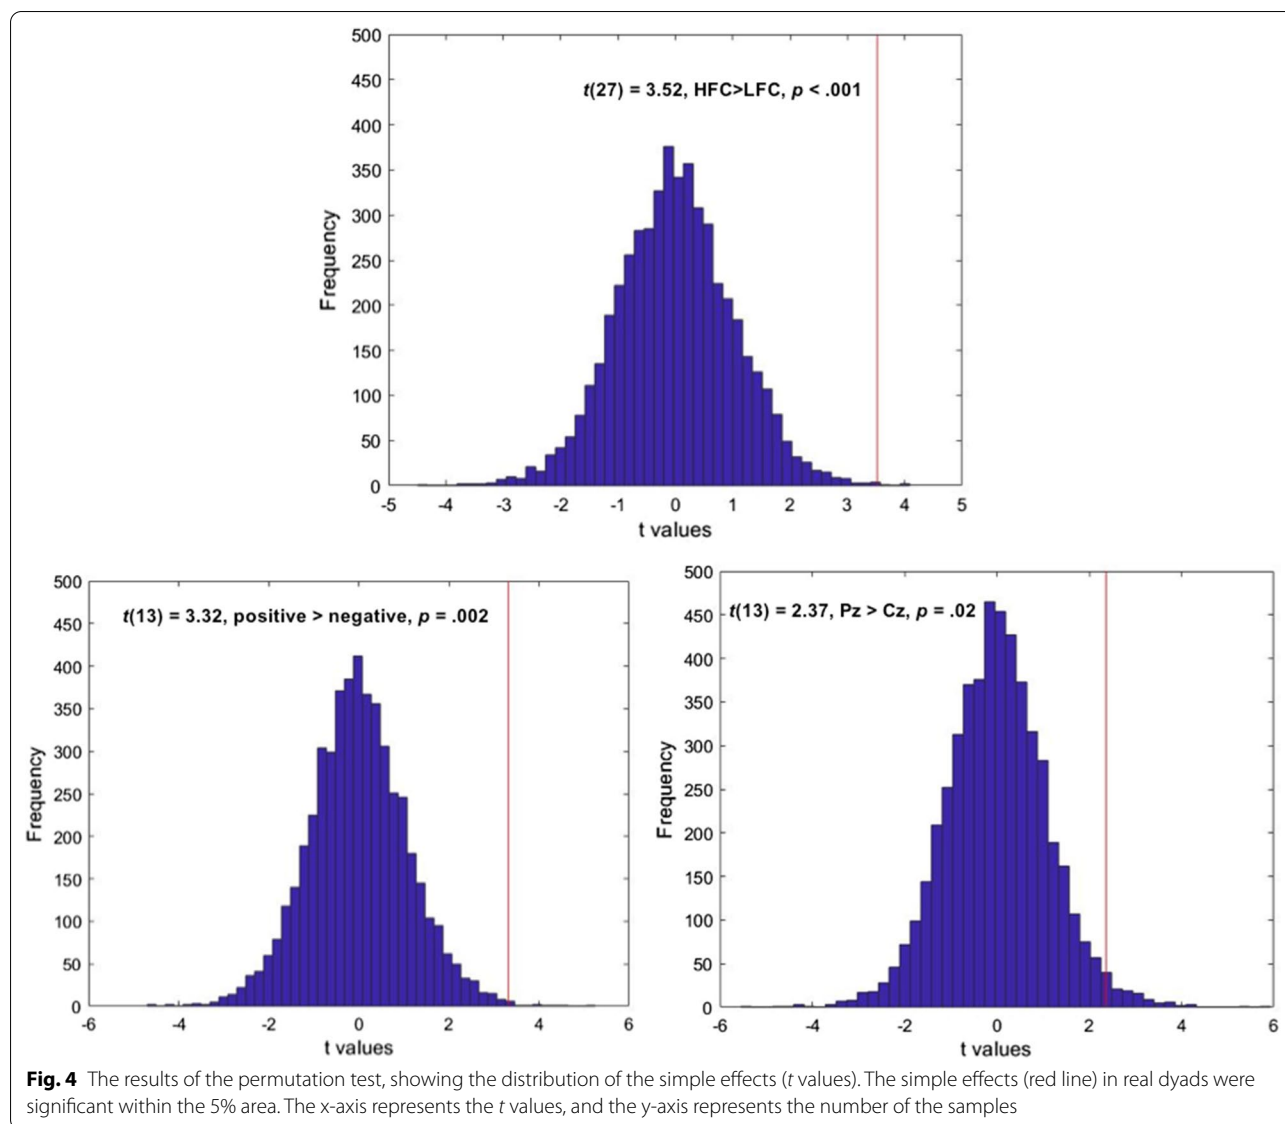 500
450
400
350
300
250
200
150
100
50
0
Frequency
t(27) = 3.52, HFC>LFC, p < .001
-5 -4 -3 -2 -1 0 1 2 3 4 5
t values
500
450
400
350
300
250
200
150
100
50
0
Frequency
t(13) = 3.32, positive > negative, p = .002
-6 -4 -2 0 2 4 6
t values
500
450
400
350
300
250
200
150
100
50
0
Frequency
t(13) = 2.37, Pz > Cz, p = .02
-6 -4 -2 0 2 4 6
t values
Fig. 4 The results of the permutation test, showing the distribution of the simple effects (t values). The simple effects (red line) in real dyads were
significant within the 5% area. The x-axis represents the t values, and the y-axis represents the number of the samples